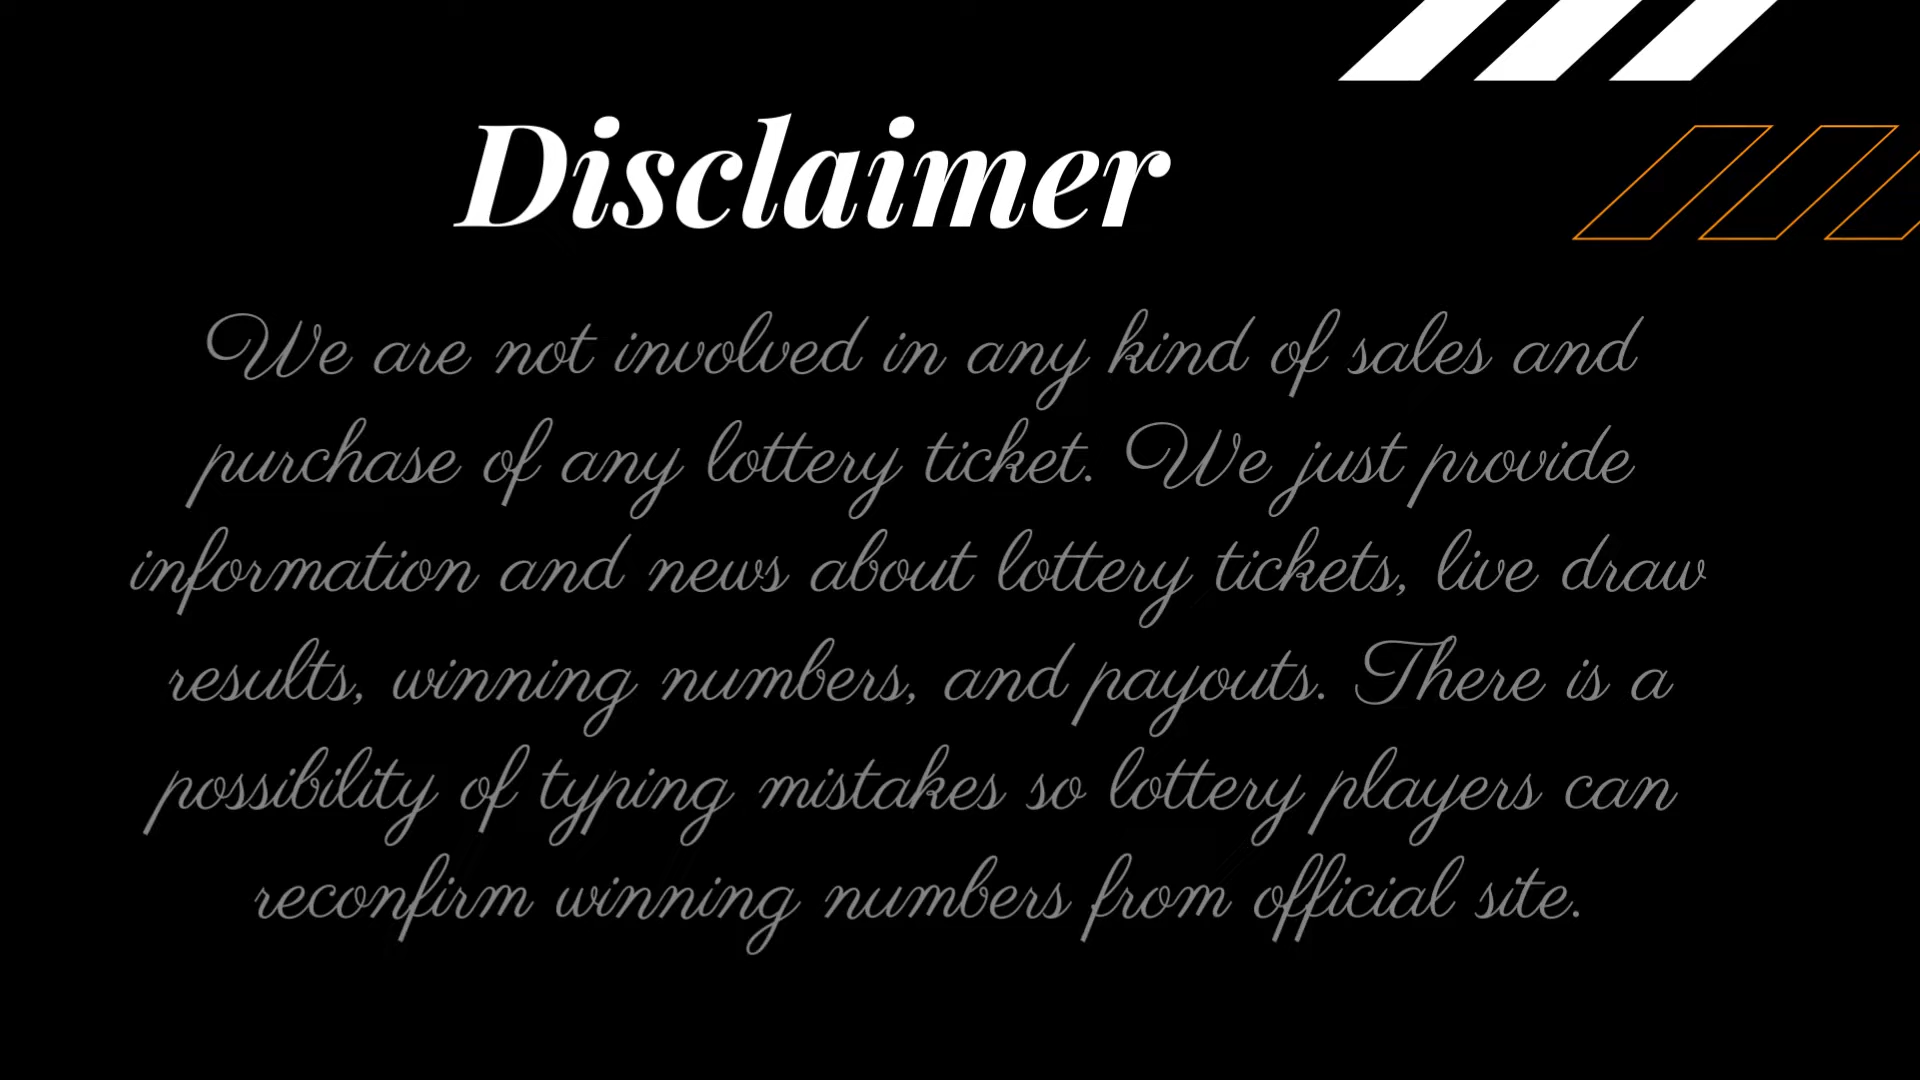 Disclaimer
We are not involved in any kind of sales and
purchase of any lottery ticket. We just provide
information and news about lottery tickets, live draw
results, winning numbers, and payouts. There is a
possibility of typing mistakes so lottery players can
reconfirm winning numbers from official site.